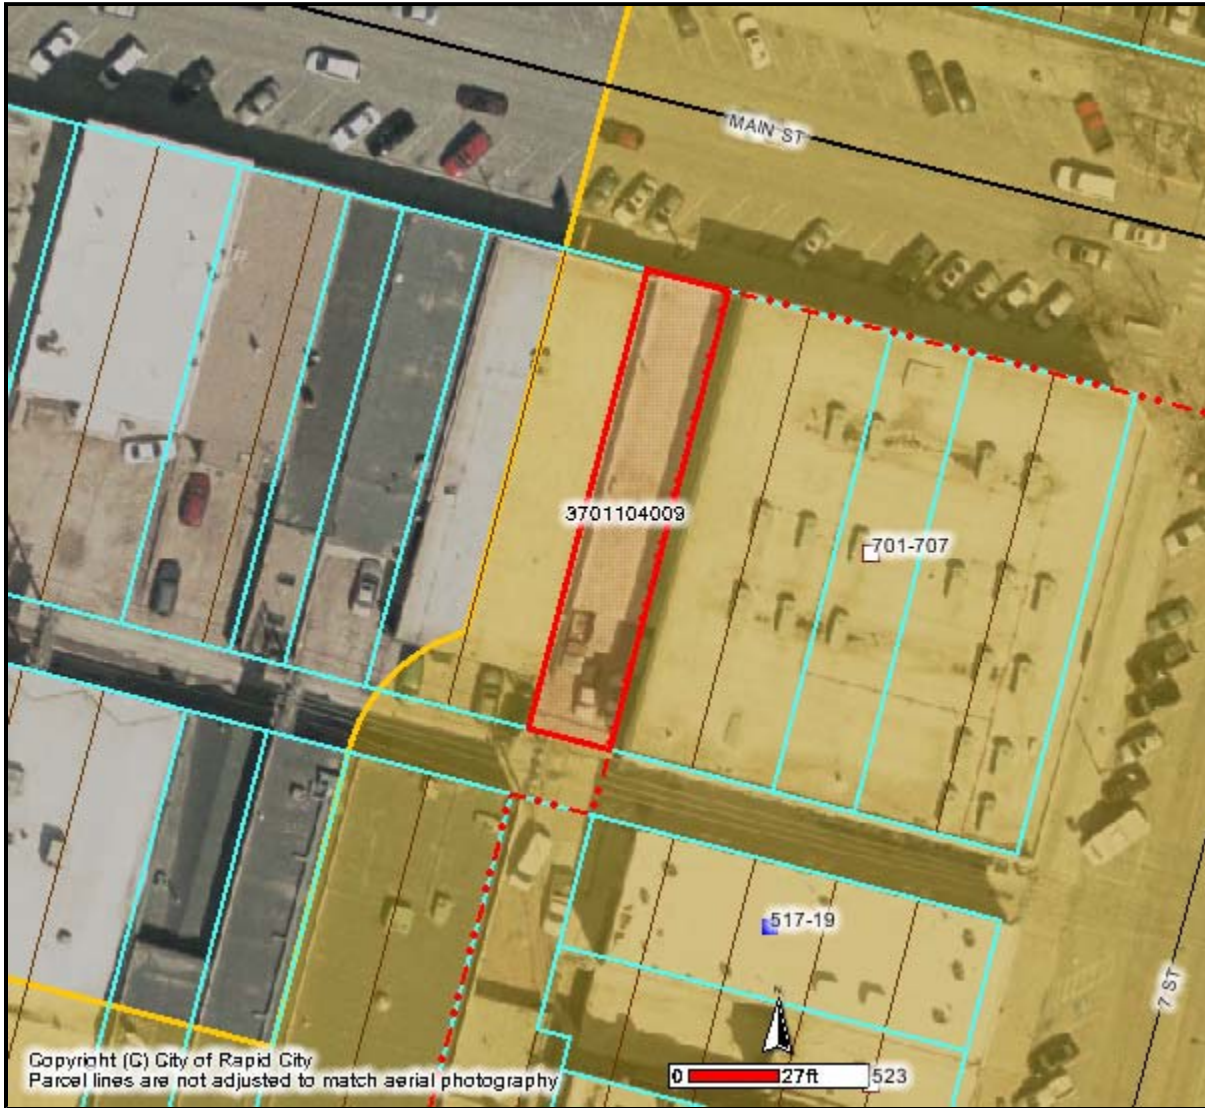 MAIN ST
3701104009
701-707
517-19
7 ST
N
Copyright (C) City of Rapid City
Parcel lines are not adjusted to match aerial photography
0 27ft
523